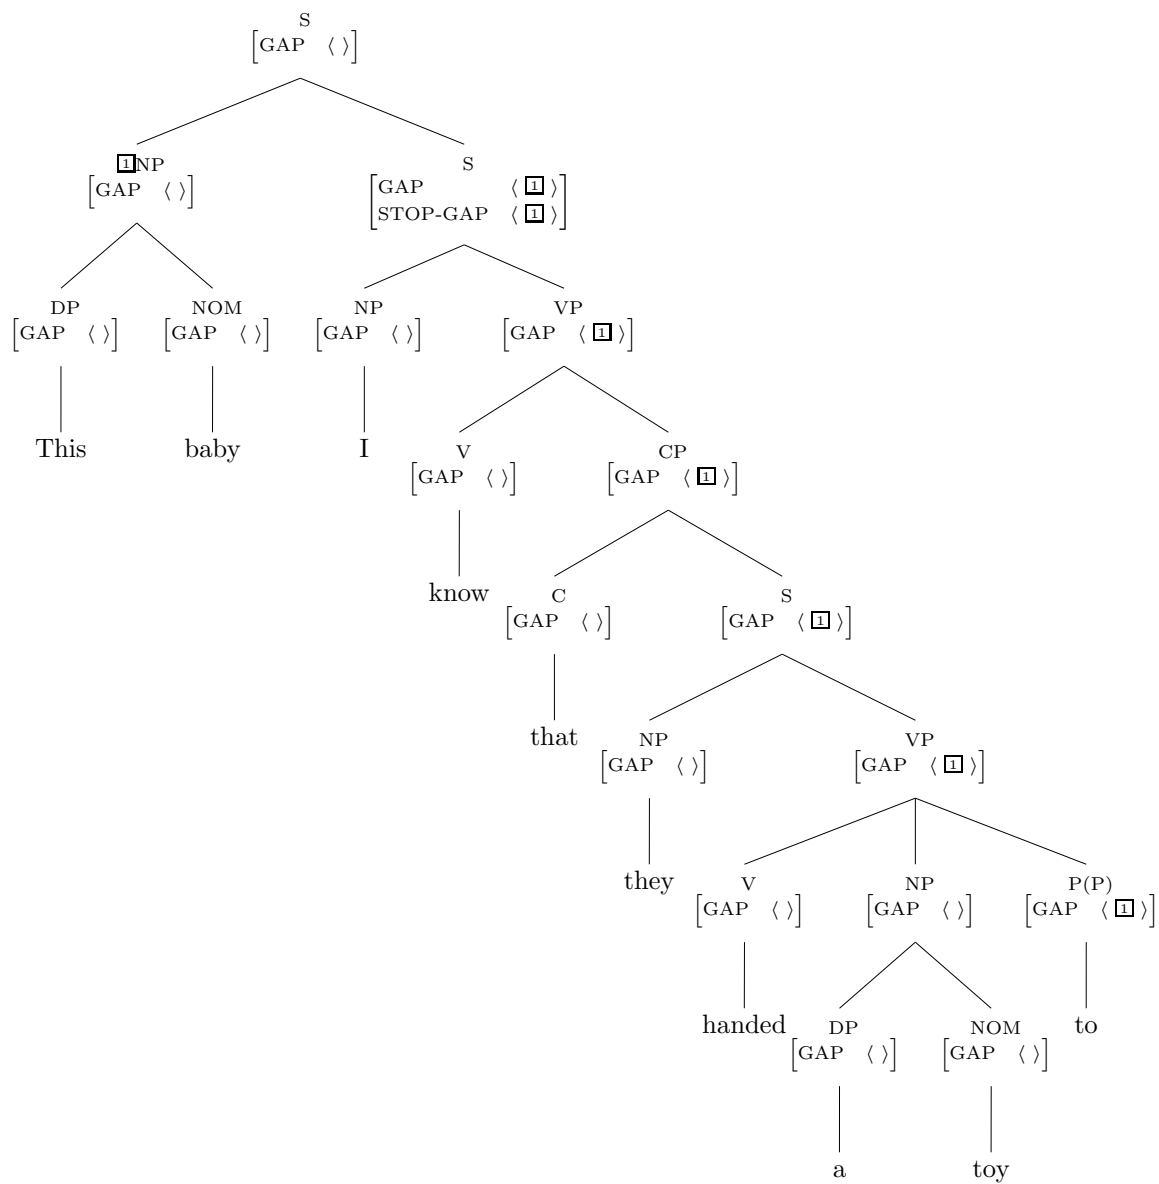 S
[GAP ⟨ ⟩]
1NP S
[GAP ⟨ ⟩] [GAP ⟨ 1 ⟩
STOP-GAP ⟨ 1 ⟩]
DP NOM NP VP
[GAP ⟨ ⟩] [GAP ⟨ ⟩] [GAP ⟨ ⟩] [GAP ⟨ 1 ⟩]
This baby I V CP
[GAP ⟨ ⟩] [GAP ⟨ 1 ⟩]
know C S
[GAP ⟨ ⟩] [GAP ⟨ 1 ⟩]
that NP VP
[GAP ⟨ ⟩] [GAP ⟨ 1 ⟩]
they V NP P(P)
[GAP ⟨ ⟩] [GAP ⟨ ⟩] [GAP ⟨ 1 ⟩]
handed DP NOM to
[GAP ⟨ ⟩] [GAP ⟨ ⟩]
a toy